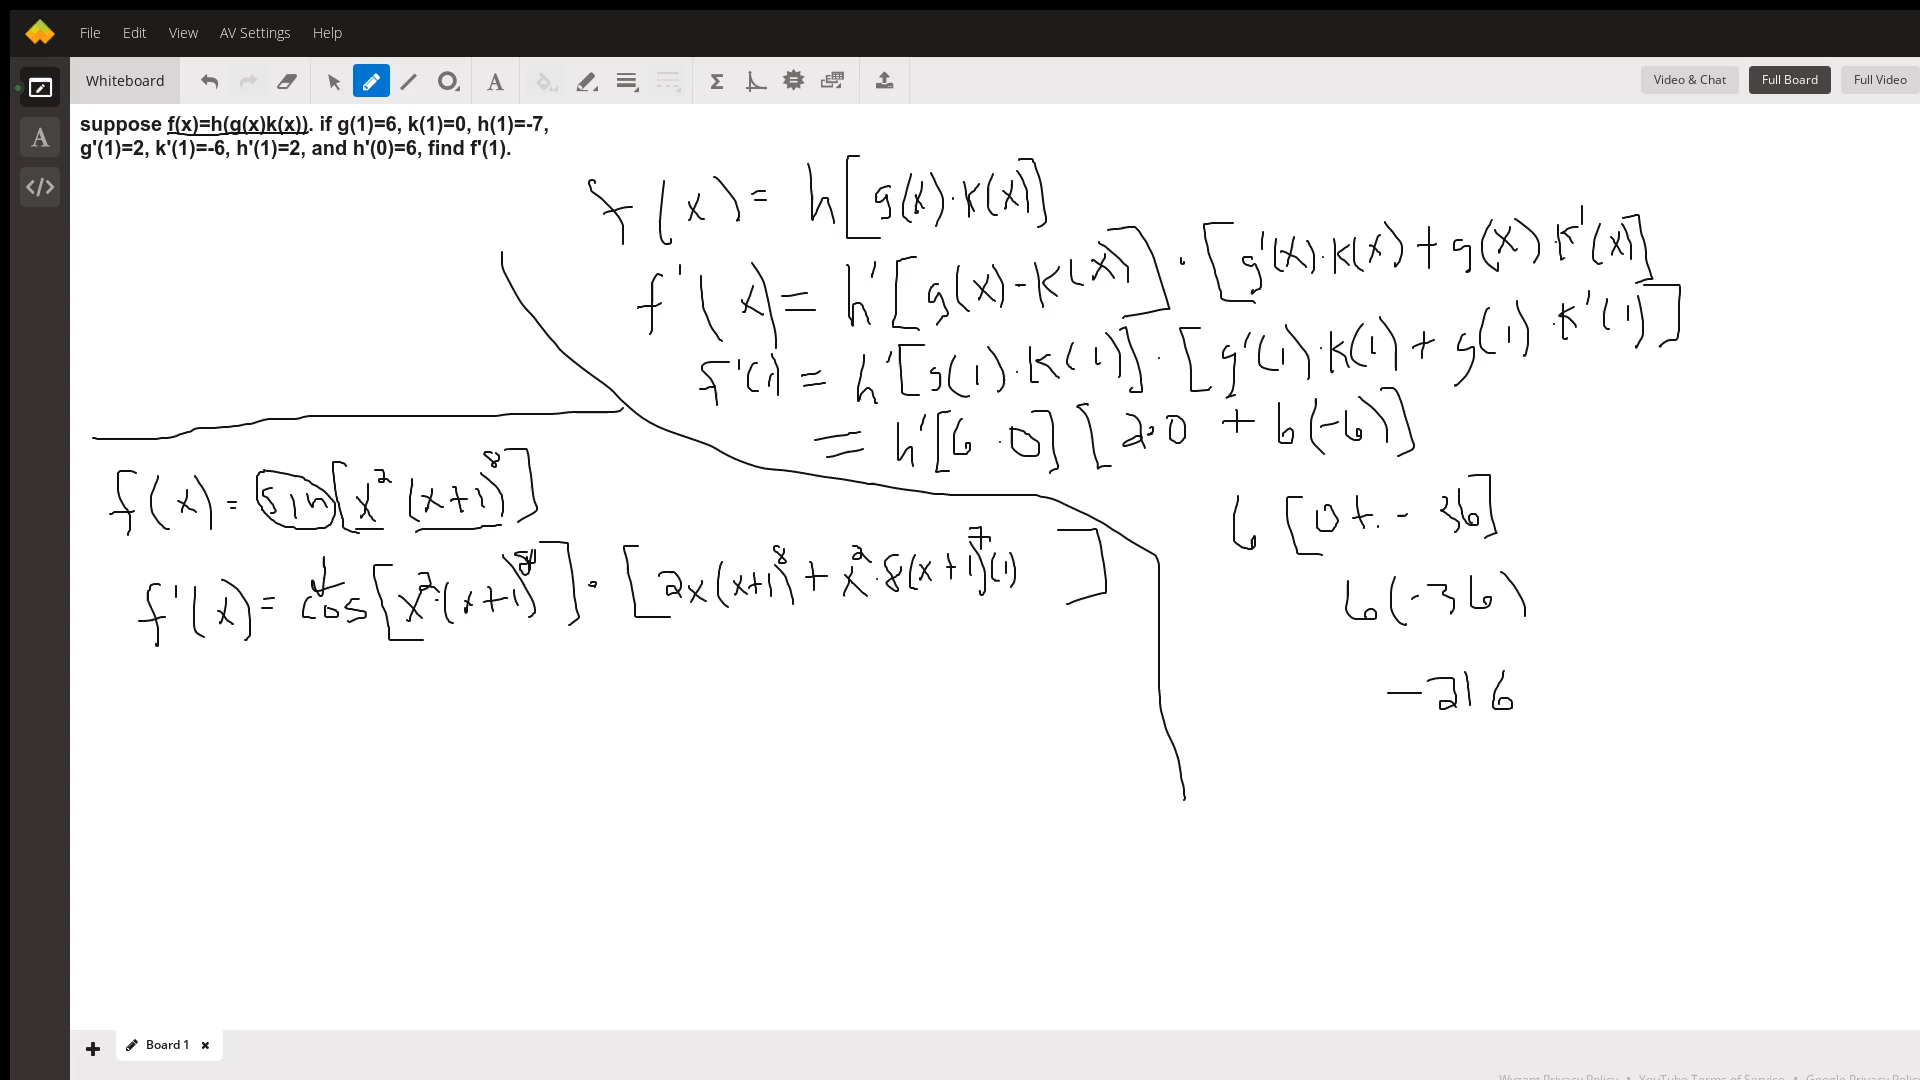 File Edit View AV Settings Help
Whiteboard A Σ Video & Chat Full Board Full Video
A
</>
suppose f(x)=h(g(x)k(x)). if g(1)=6, k(1)=0, h(1)=-7,
g'(1)=2, k'(1)=-6, h'(1)=2, and h'(0)=6, find f'(1).
f(x) = h[g(x)·k(x)]
f'(x) = h'[g(x)-k(x)] · [g'(x)·k(x) + g(x)·k'(x)]
f'(1) = h'[g(1)·k(1)] · [g'(1)·k(1) + g(1)·k'(1)]
= h'[6·0] [2·0 + 6(-6)]
6[0+-36]
6(-36)
-216
f(x) = sin[x² (x+1)⁸]
f'(x) = cos[x²·(x+1)⁸] · [2x(x+1)⁸ + x²·8(x+1)⁷(1)]
+ Board 1 ×